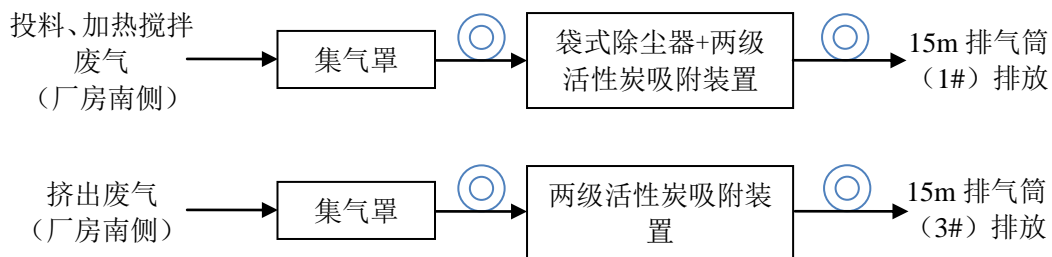 投料、加热搅拌
废气
（厂房南侧）
集气罩
袋式除尘器+两级
活性炭吸附装置
15m 排气筒
（1#）排放
挤出废气
（厂房南侧）
集气罩
两级活性炭吸附装
置
15m 排气筒
（3#）排放